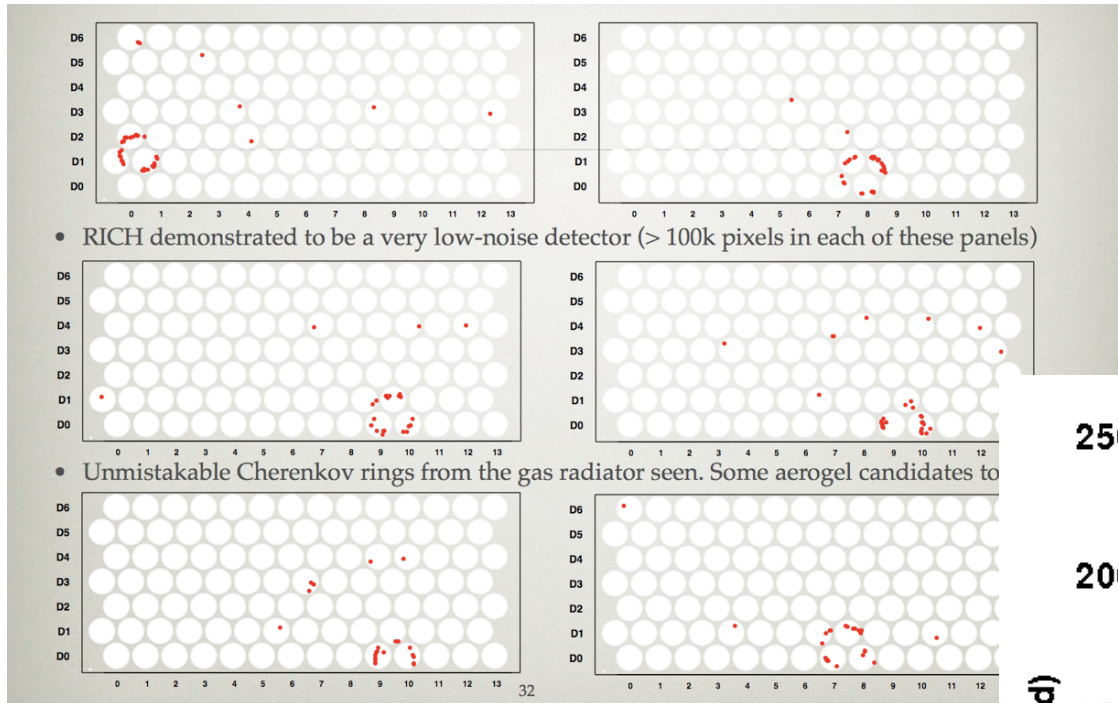 D6 D6
D5 D5
D4 D4
D3 D3
D2 D2
D1 D1
D0 D0
0 1 2 3 4 5 6 7 8 9 10 11 12 13 0 1 2 3 4 5 6 7 8 9 10 11 12 13
• RICH demonstrated to be a very low-noise detector (> 100k pixels in each of these panels)
D6 D6
D5 D5
D4 D4
D3 D3
D2 D2
D1 D1
D0 D0
0 1 2 3 4 5 6 7 8 9 10 11 12 13 0 1 2 3 4 5 6 7 8 9 10 11 12
• Unmistakable Cherenkov rings from the gas radiator seen. Some aerogel candidates to
D6 D6
D5 D5
D4 D4
D3 D3
D2 D2
D1 D1
D0 D0
0 1 2 3 4 5 6 7 8 9 10 11 12 13 0 1 2 3 4 5 6 7 8 9 10 11 12
32